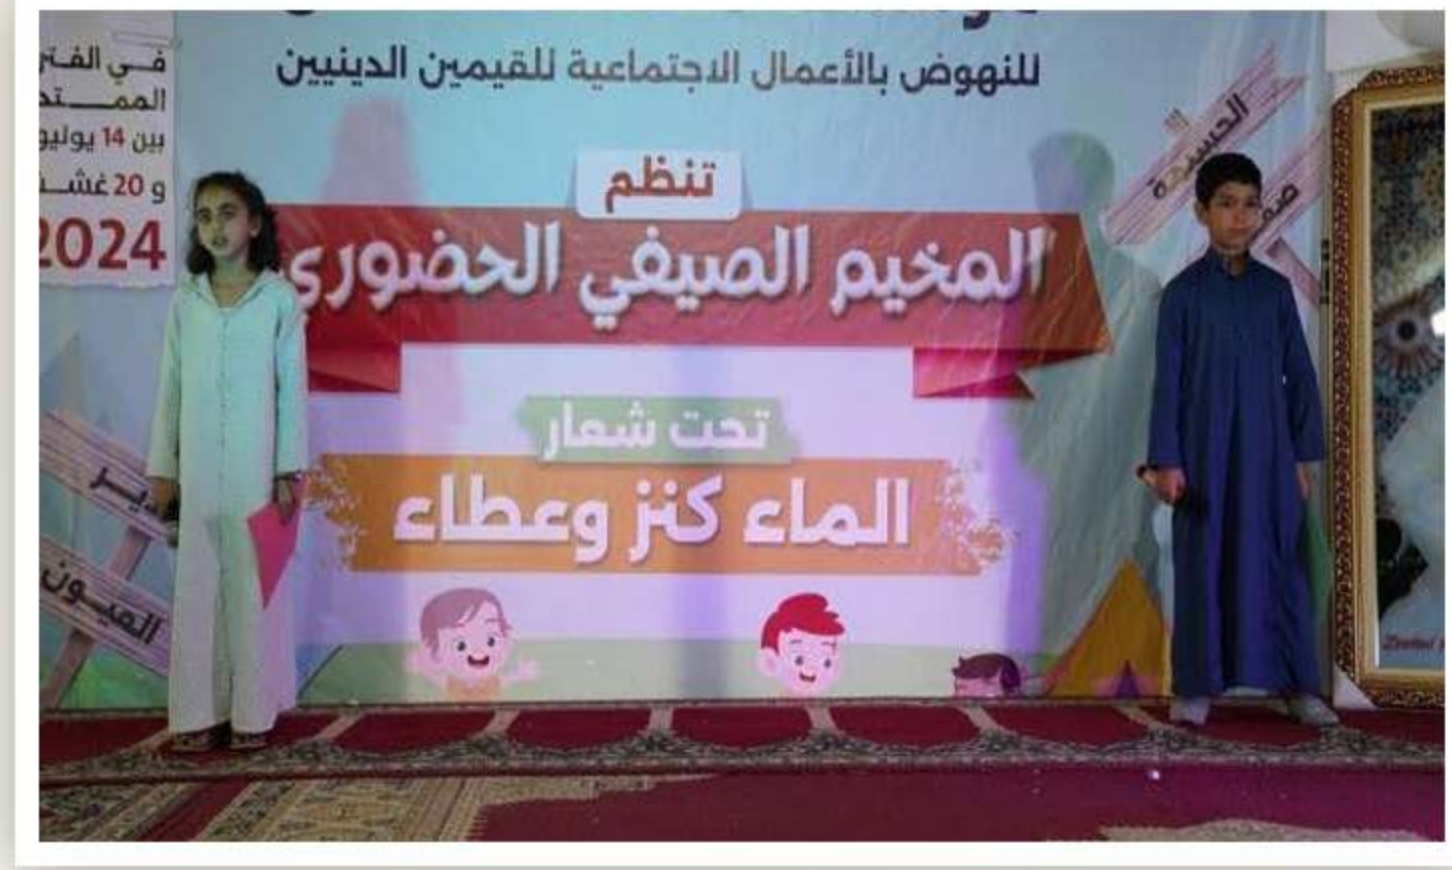 للنهوض بالأعمال الاجتماعية للقيمين الدينيين
تنظم
المخيم الصيفي الحضوري
تحت شعار
الماء كنز وعطاء
في
بين 14 يوليو
و 20
2024
العيون